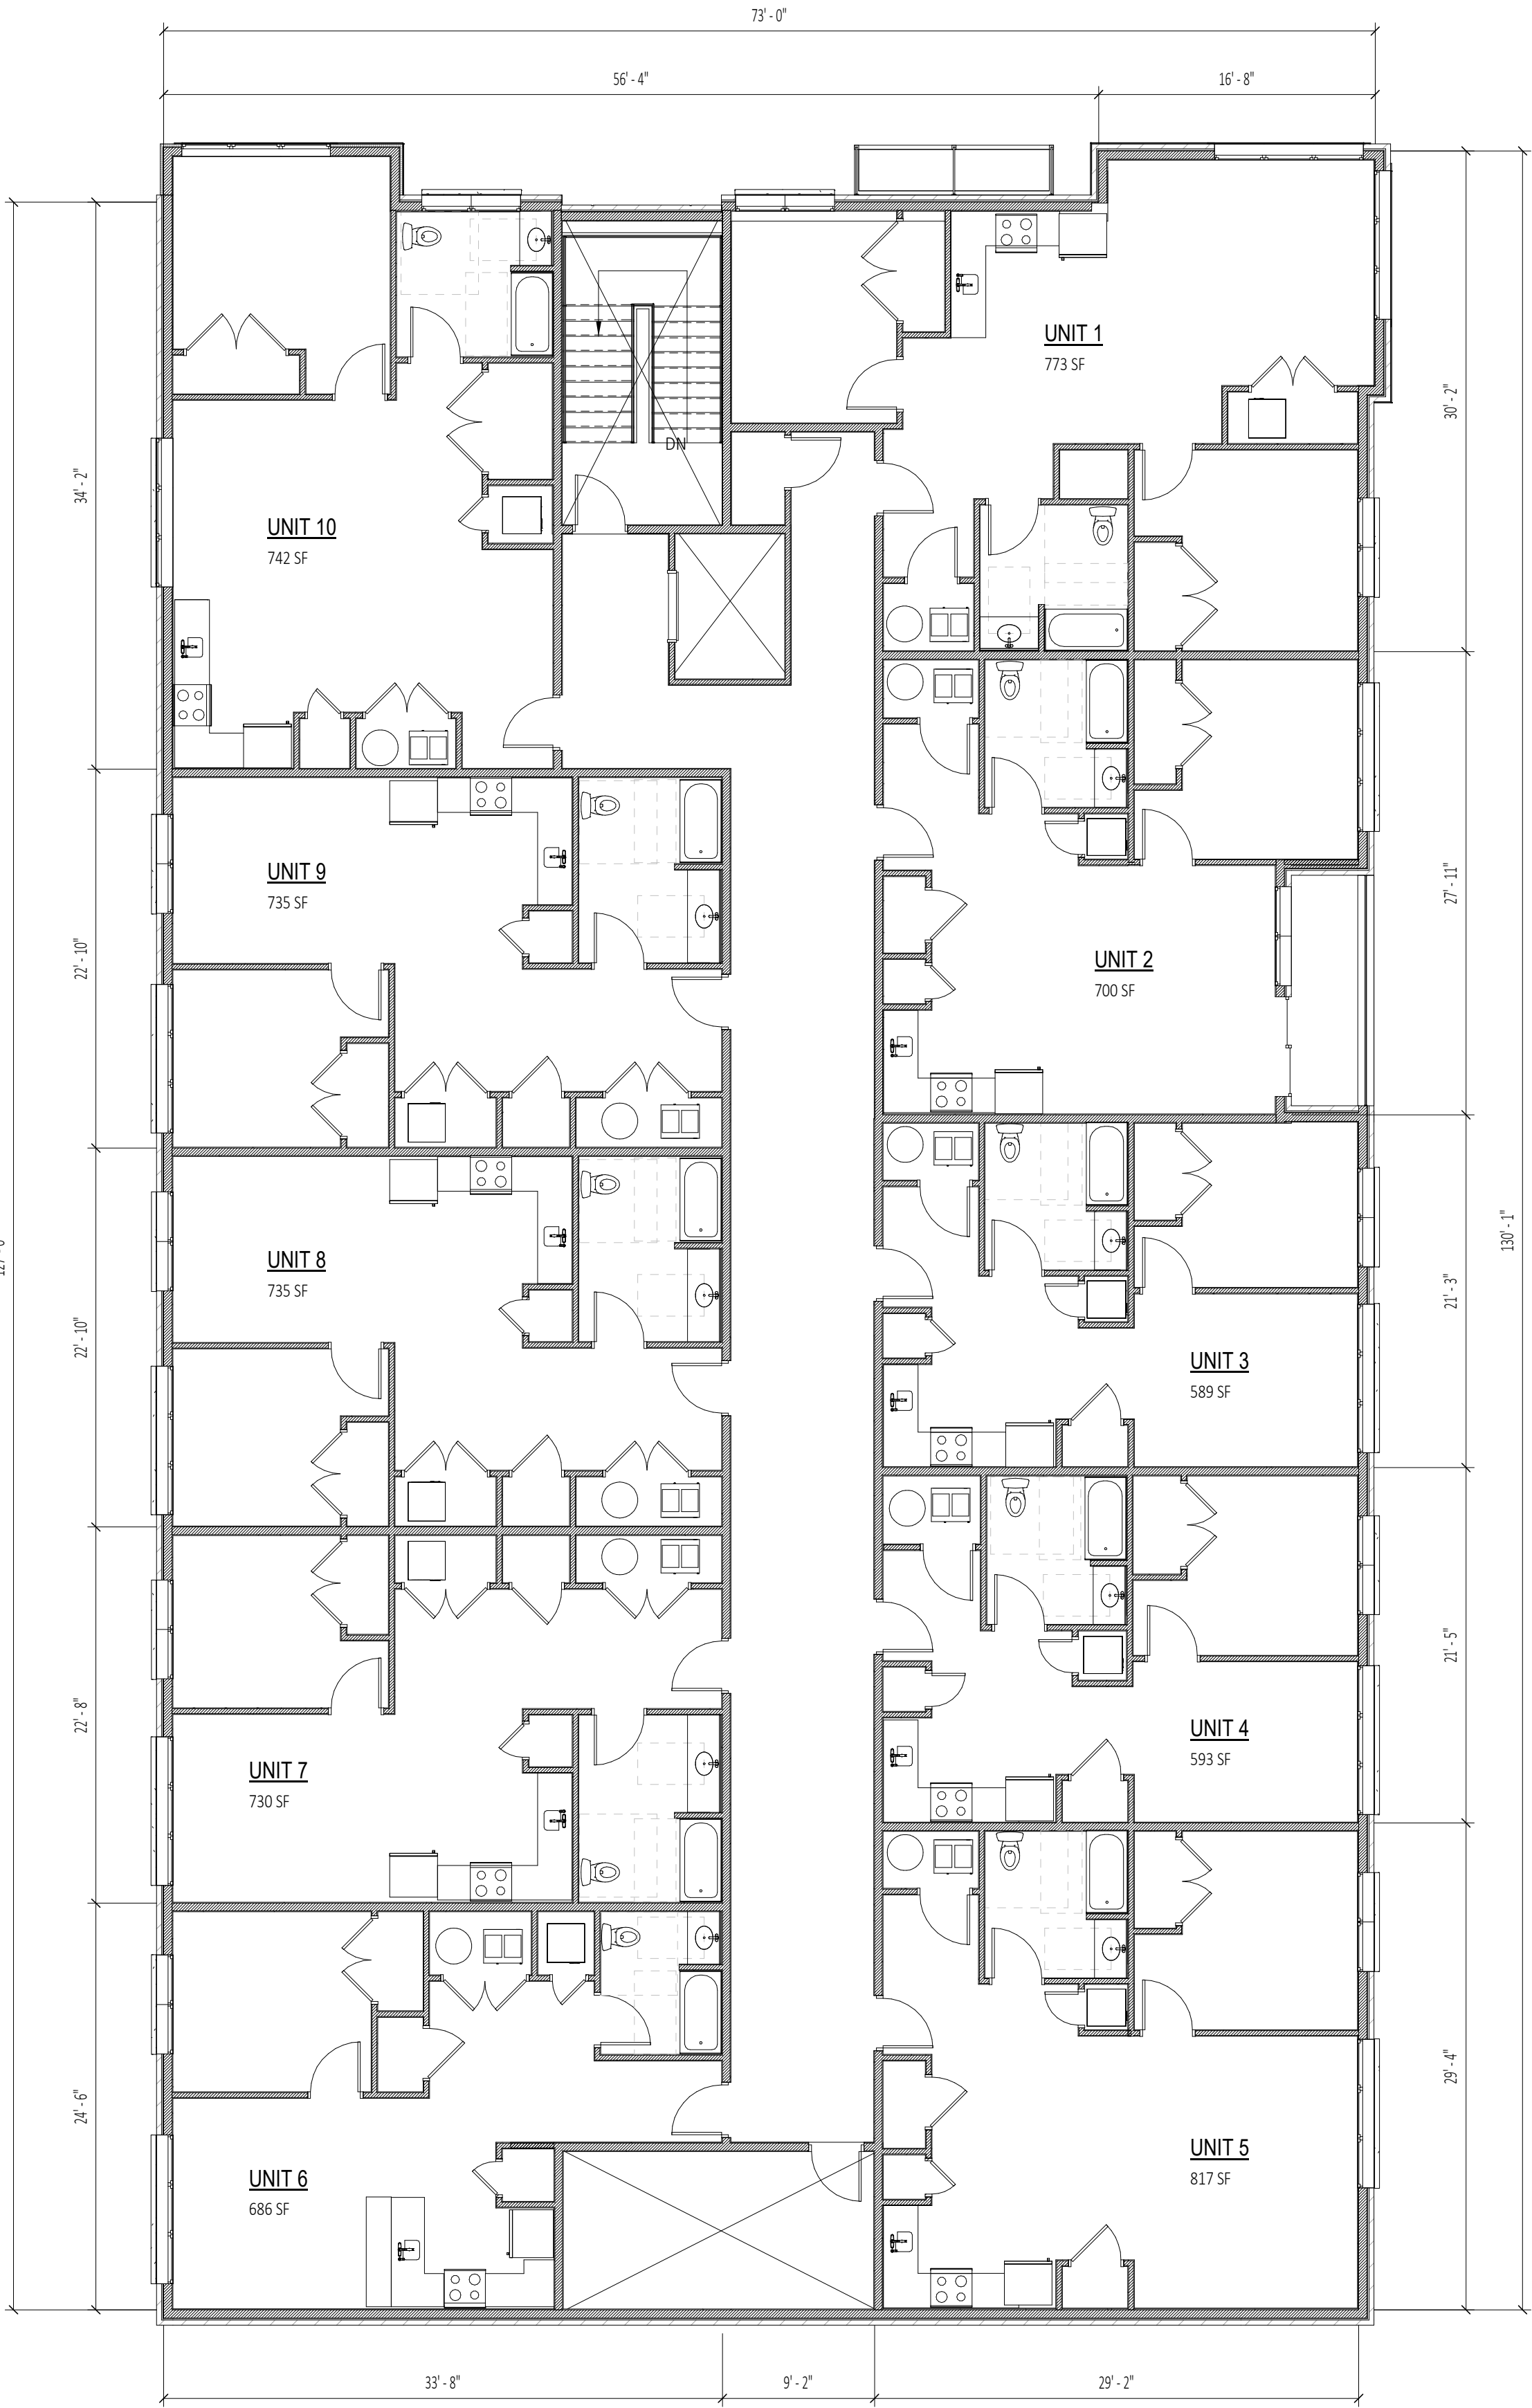 73' - 0"
56' - 4"
16' - 8"
UNIT 1
773 SF
30' - 2"
DN
34' - 2"
UNIT 10
742 SF
UNIT 9
735 SF
27' - 11"
22' - 10"
UNIT 2
700 SF
130' - 1"
UNIT 8
735 SF
21' - 3"
22' - 10"
UNIT 3
589 SF
21' - 5"
22' - 8"
UNIT 4
593 SF
UNIT 7
730 SF
29' - 4"
24' - 6"
UNIT 5
817 SF
UNIT 6
686 SF
33' - 8"
9' - 2"
29' - 2"